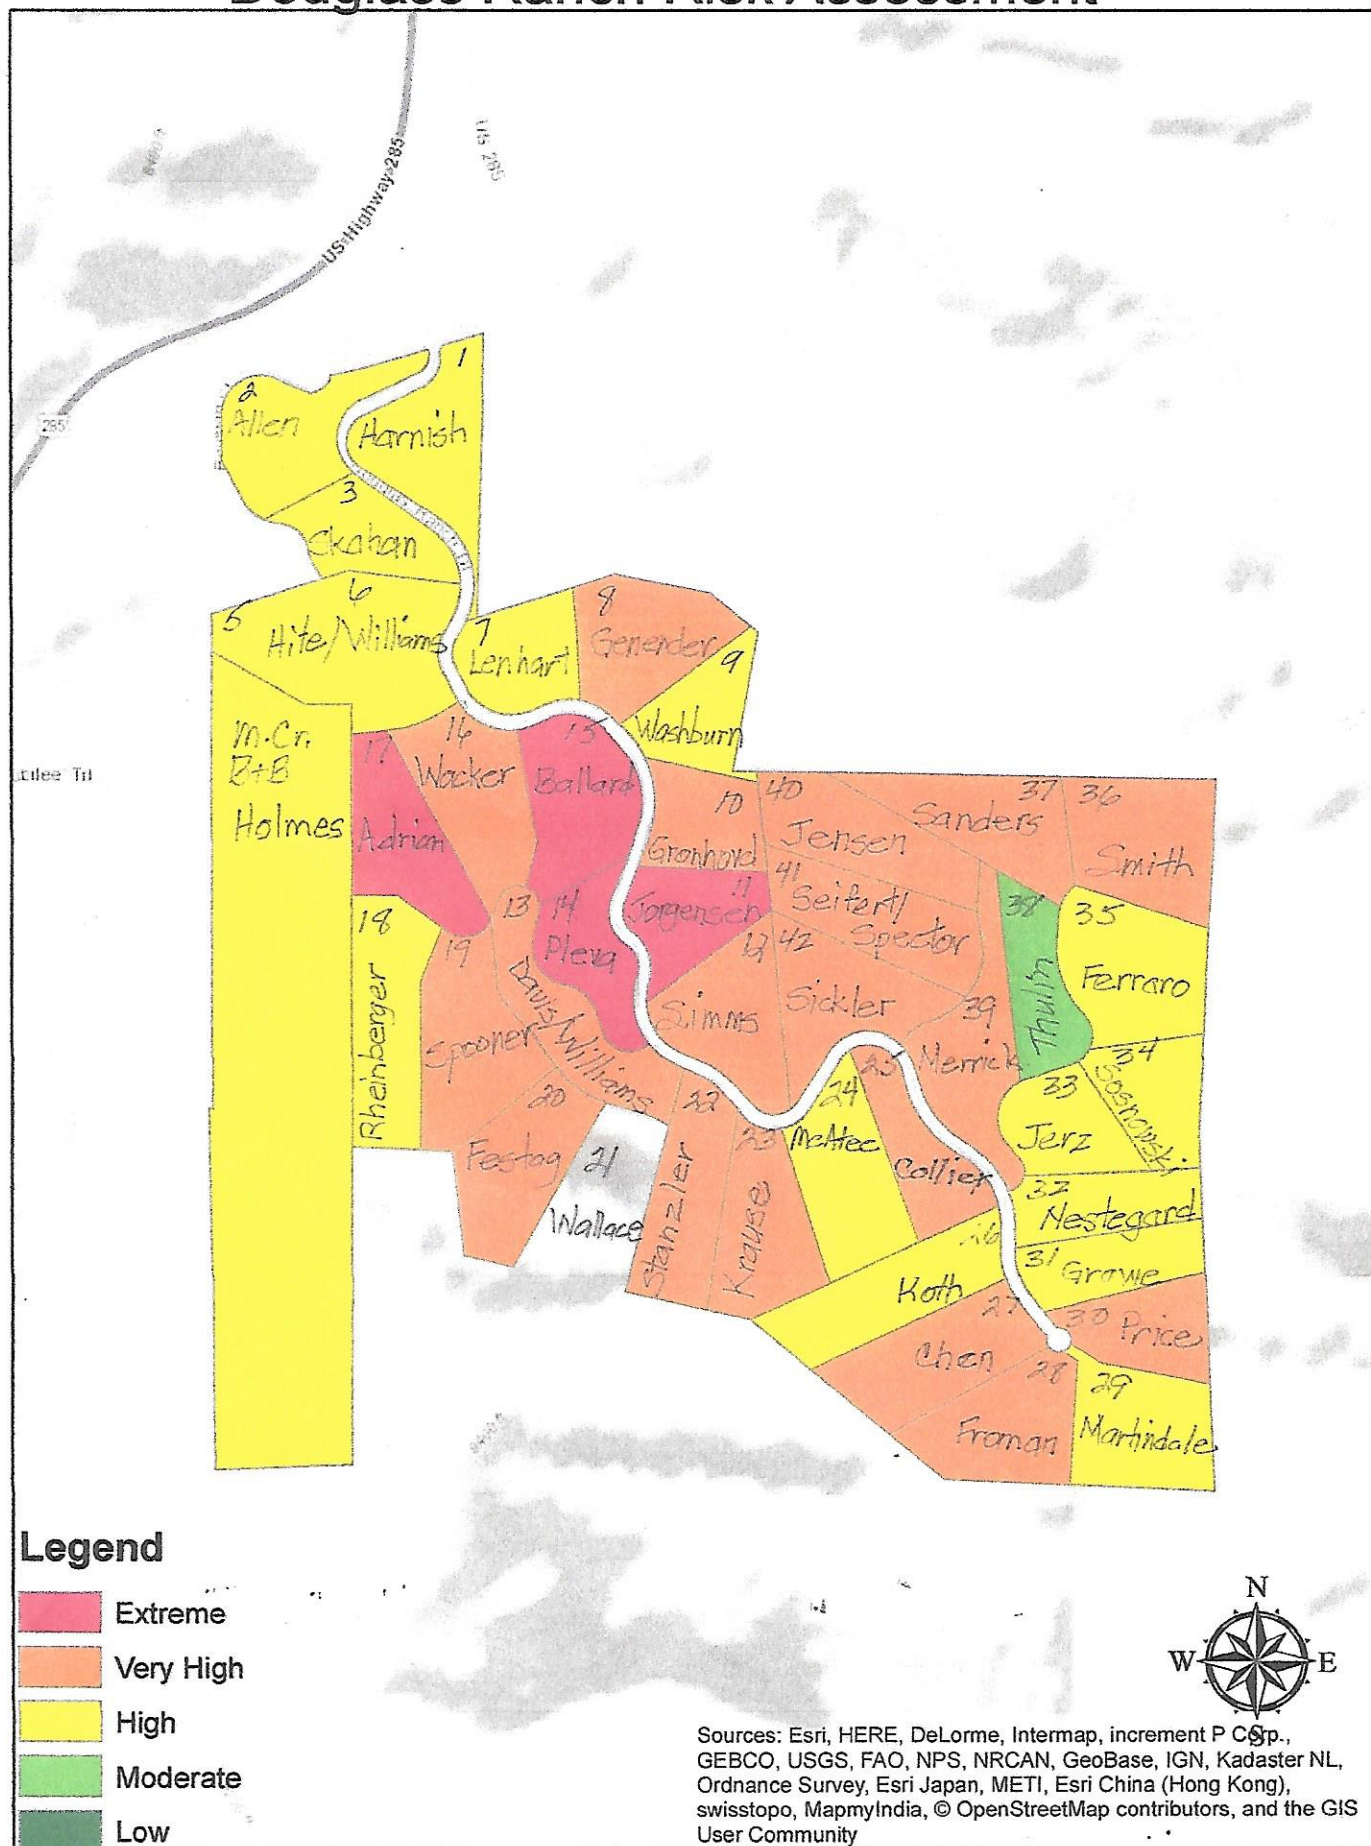 Douglass Ranch Risk Assessment
US Highway 285
US 285
285
1
2
Allen
Harnish
3
Skahan
5
6
Hite/Williams
7
Lenhart
8
Genender
9
Washburn
M.Cr.
B+B
Holmes
17
Adrian
16
Wacker
15
Ballard
10
Gronhovd
40
Jensen
37
Sanders
36
Smith
11
Jorgensen
41
Seifert/
Spector
38
Thulin
35
Ferraro
18
Rheinberger
19
Spooner
13
Davis/Williams
14
Pleva
12
Simms
42
Sickler
39
Merrick
34
Sosnowski
33
Jerz
20
Festag
21
Wallace
22
Stanzler
23
Krause
24
McAtee
25
Collier
32
Nestegard
26
Koth
31
Growe
27
Chen
30
Price
28
Froman
29
Martindale
Legend
Extreme
Very High
High
Moderate
Low
N
W
E
S
Sources: Esri, HERE, DeLorme, Intermap, increment P Corp.,
GEBCO, USGS, FAO, NPS, NRCAN, GeoBase, IGN, Kadaster NL,
Ordnance Survey, Esri Japan, METI, Esri China (Hong Kong),
swisstopo, MapmyIndia, © OpenStreetMap contributors, and the GIS
User Community